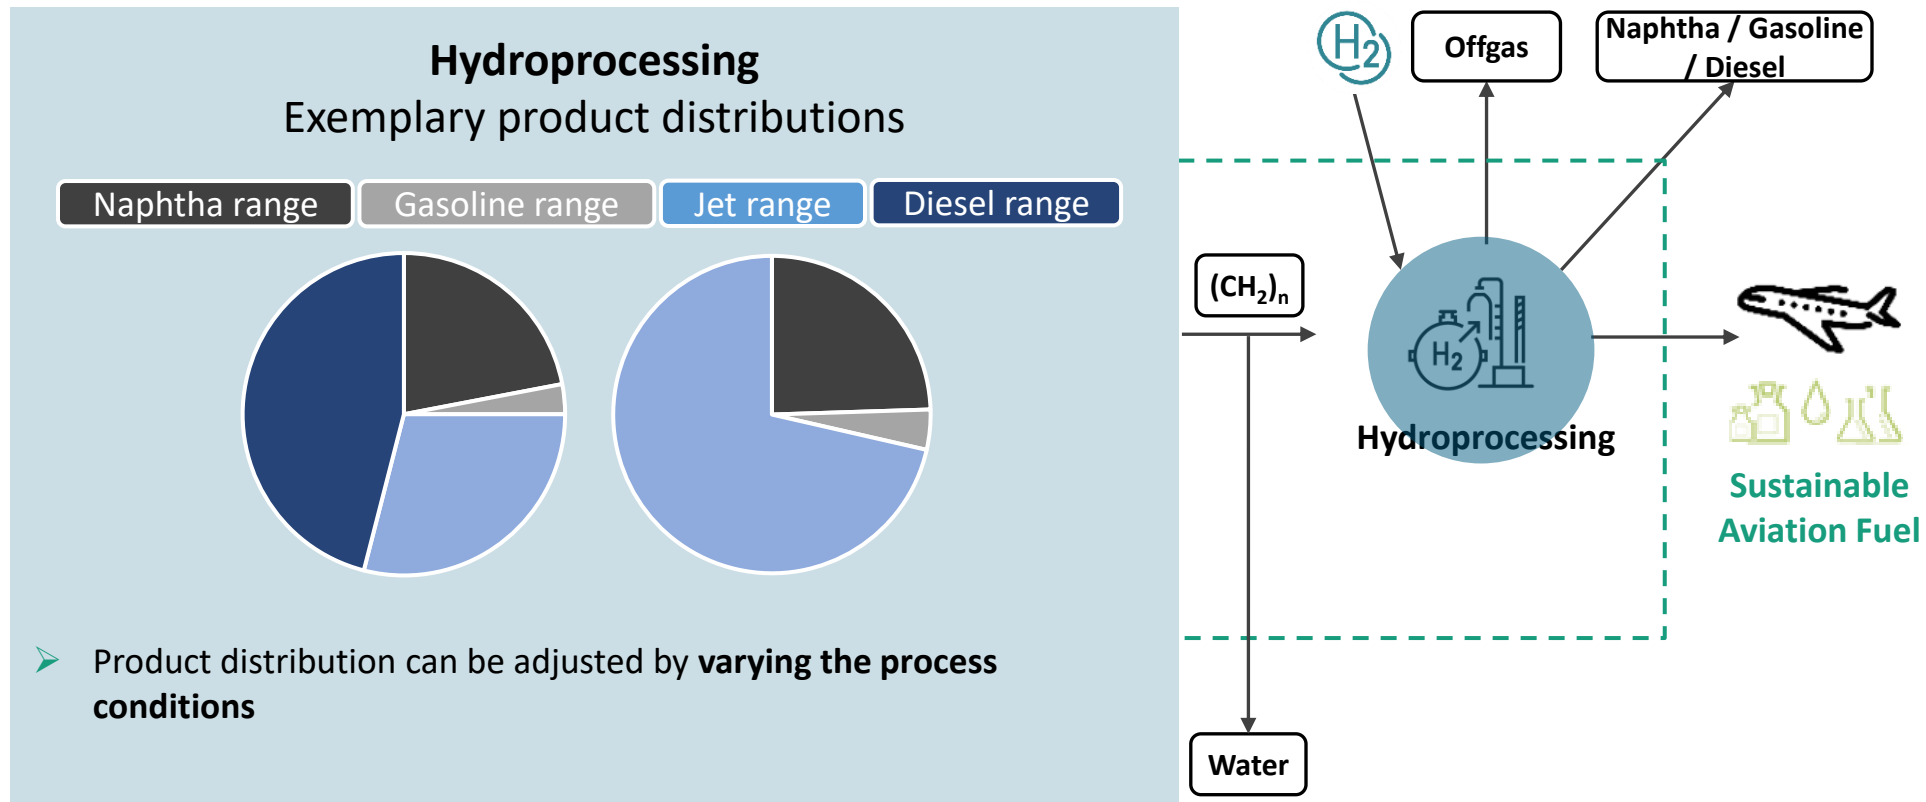 Hydroprocessing
Exemplary product distributions
Naphtha range
Gasoline range
Jet range
Diesel range
➢ Product distribution can be adjusted by varying the process
conditions
H2
Offgas
Naphtha / Gasoline
/ Diesel
(CH₂)ₙ
H₂
Hydroprocessing
Sustainable
Aviation Fuel
Water